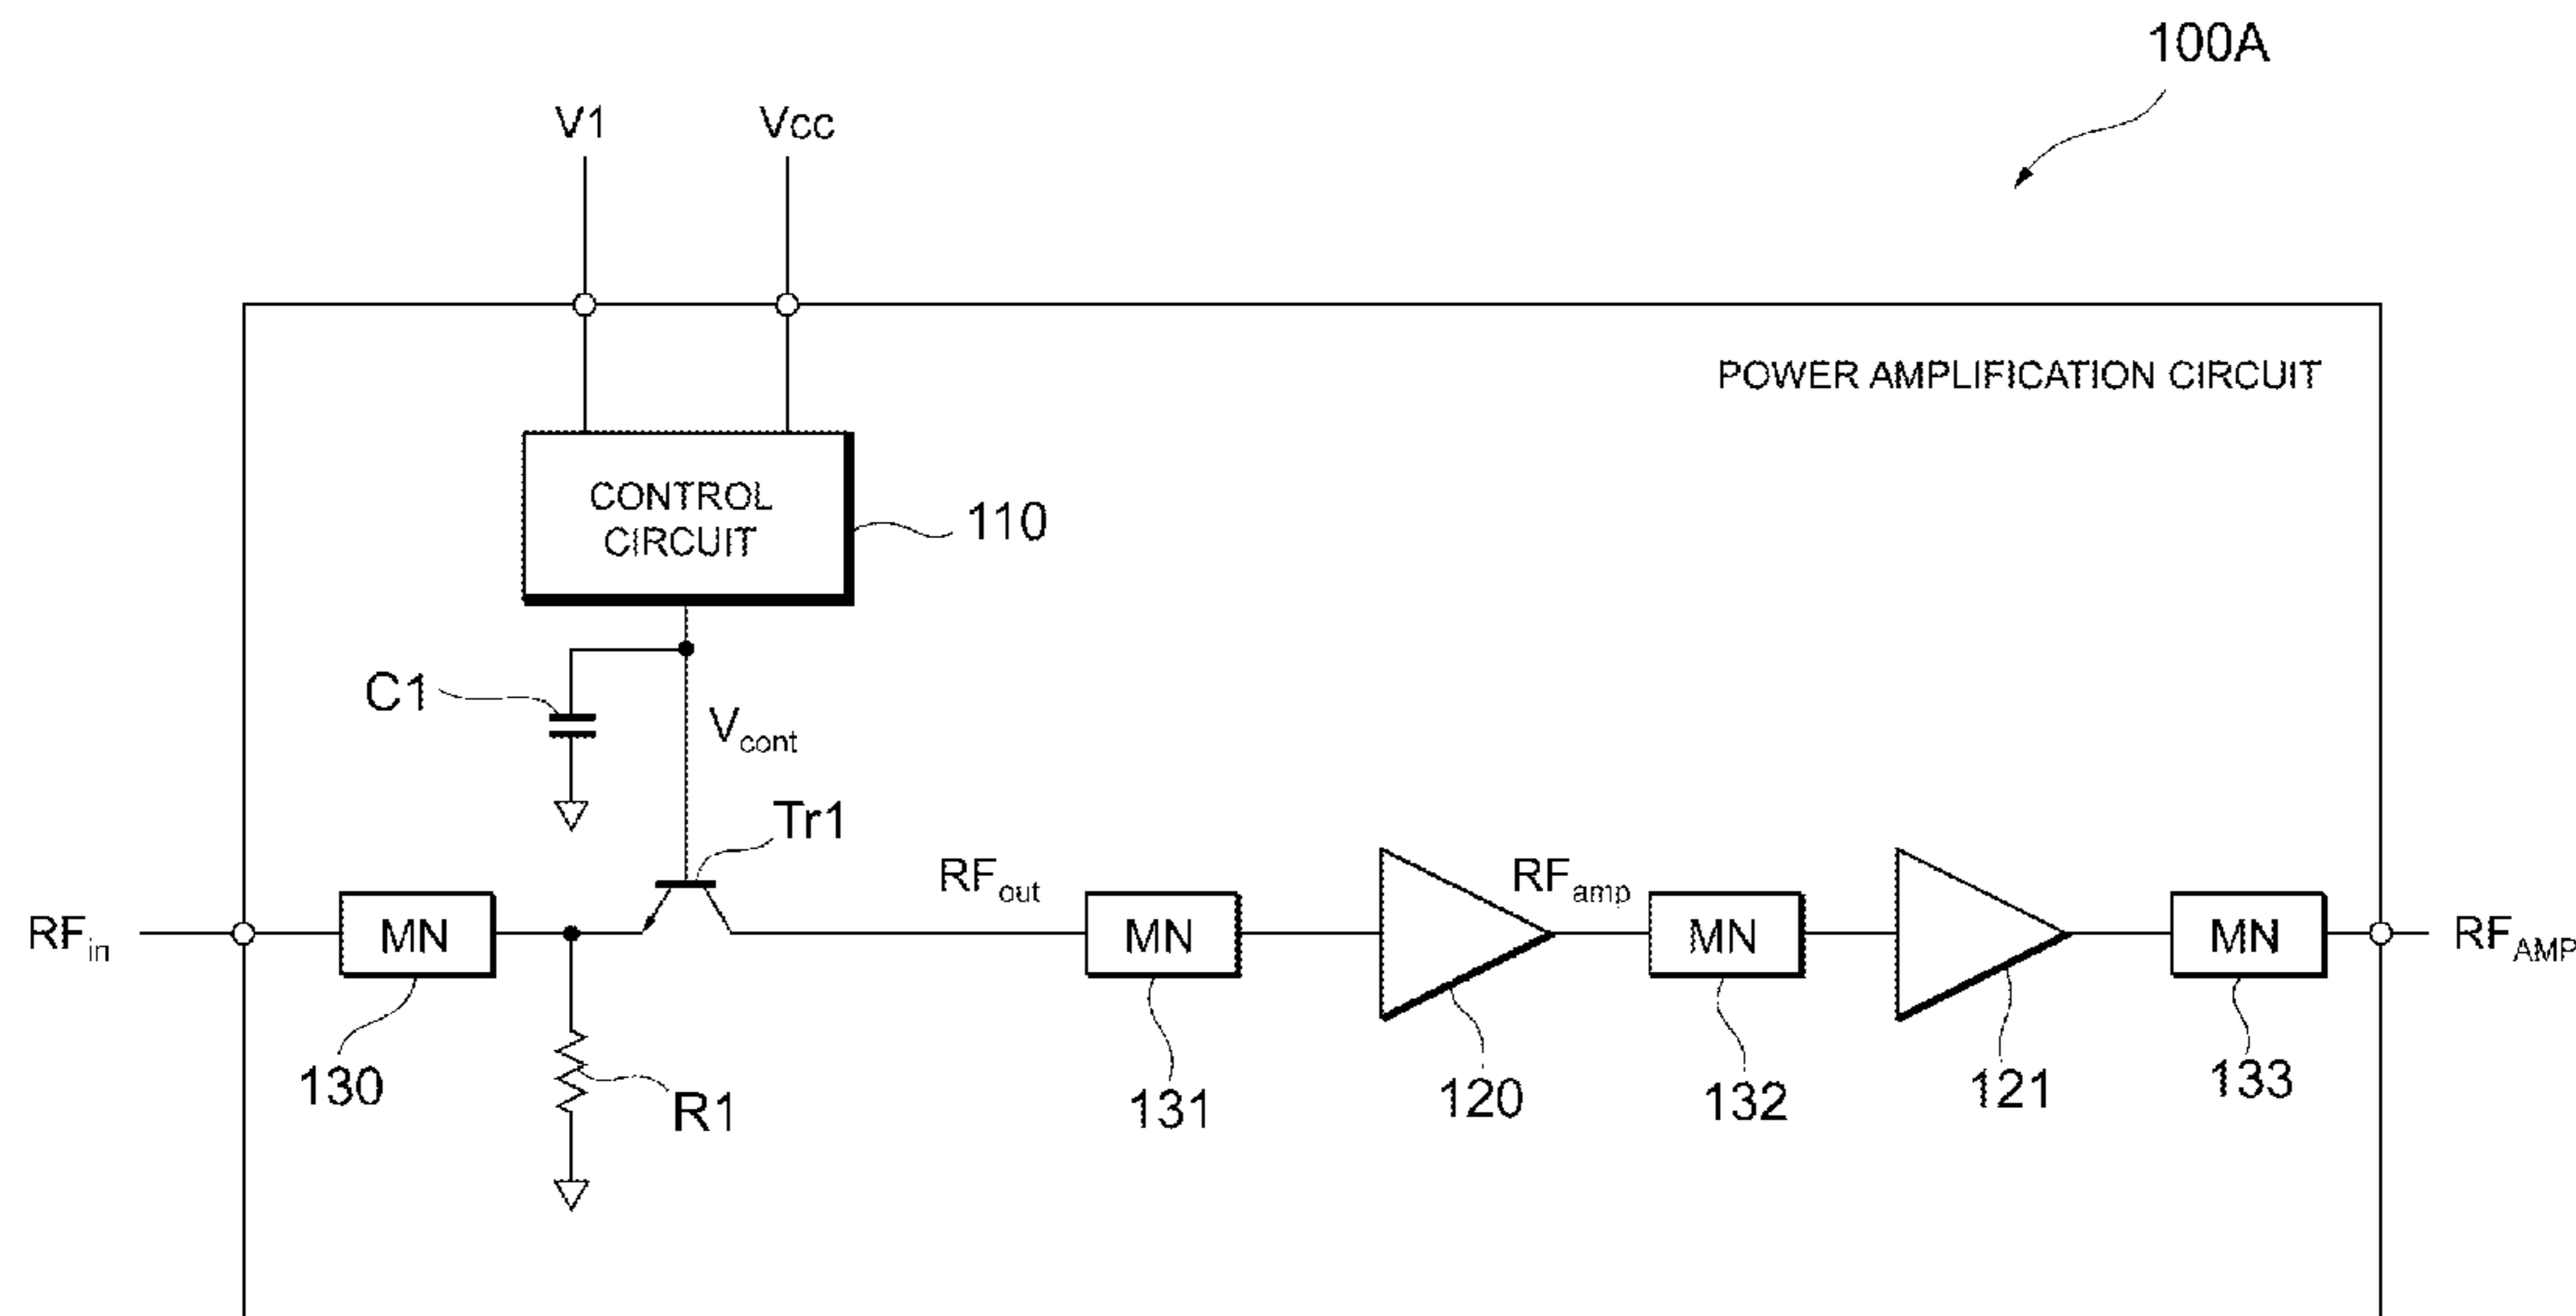 100A
V1 Vcc
POWER AMPLIFICATION CIRCUIT
CONTROL
CIRCUIT
110
C1
Vcont
Tr1
RFin MN RFout MN RFamp MN MN RFAMP
130 R1 131 120 132 121 133